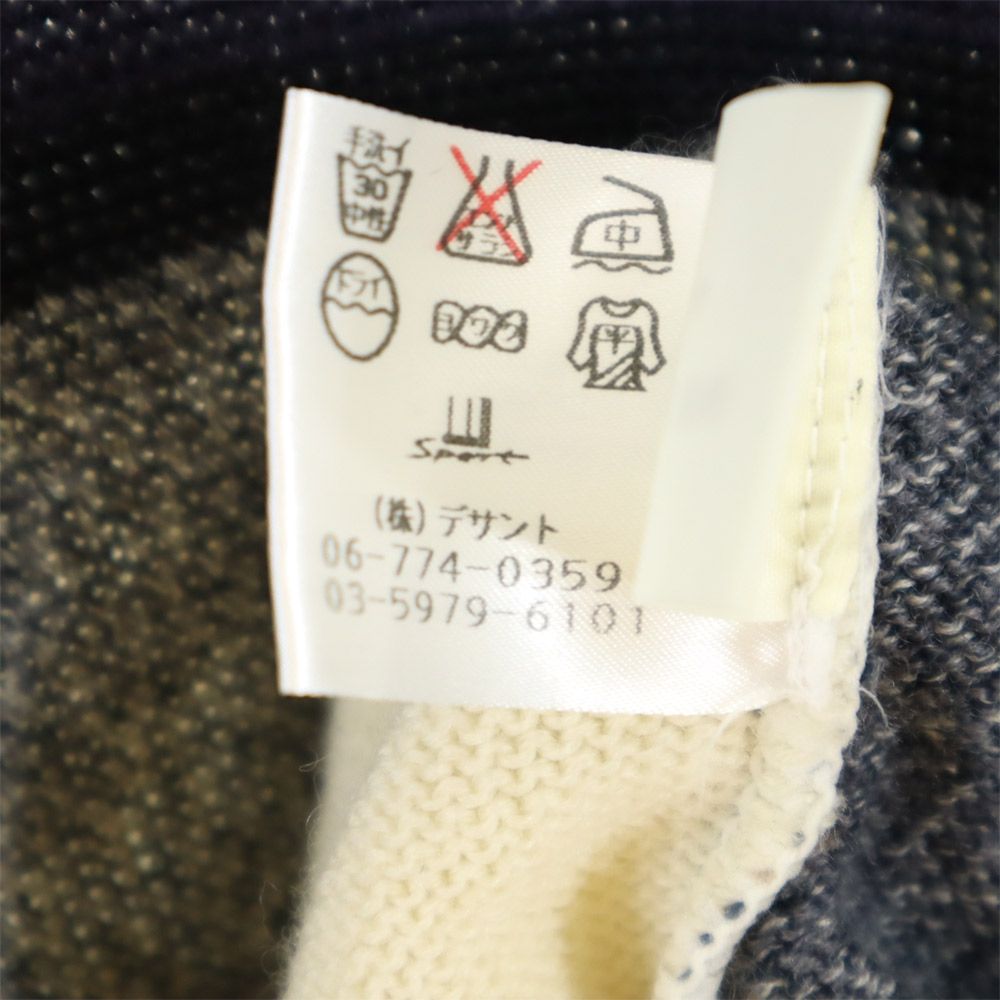 手洗イ
30
中性
エンソ
サラシ
中
ドライ
ヨワク
平
Sport
(株)デサント
06-774-0359
03-5979-6101